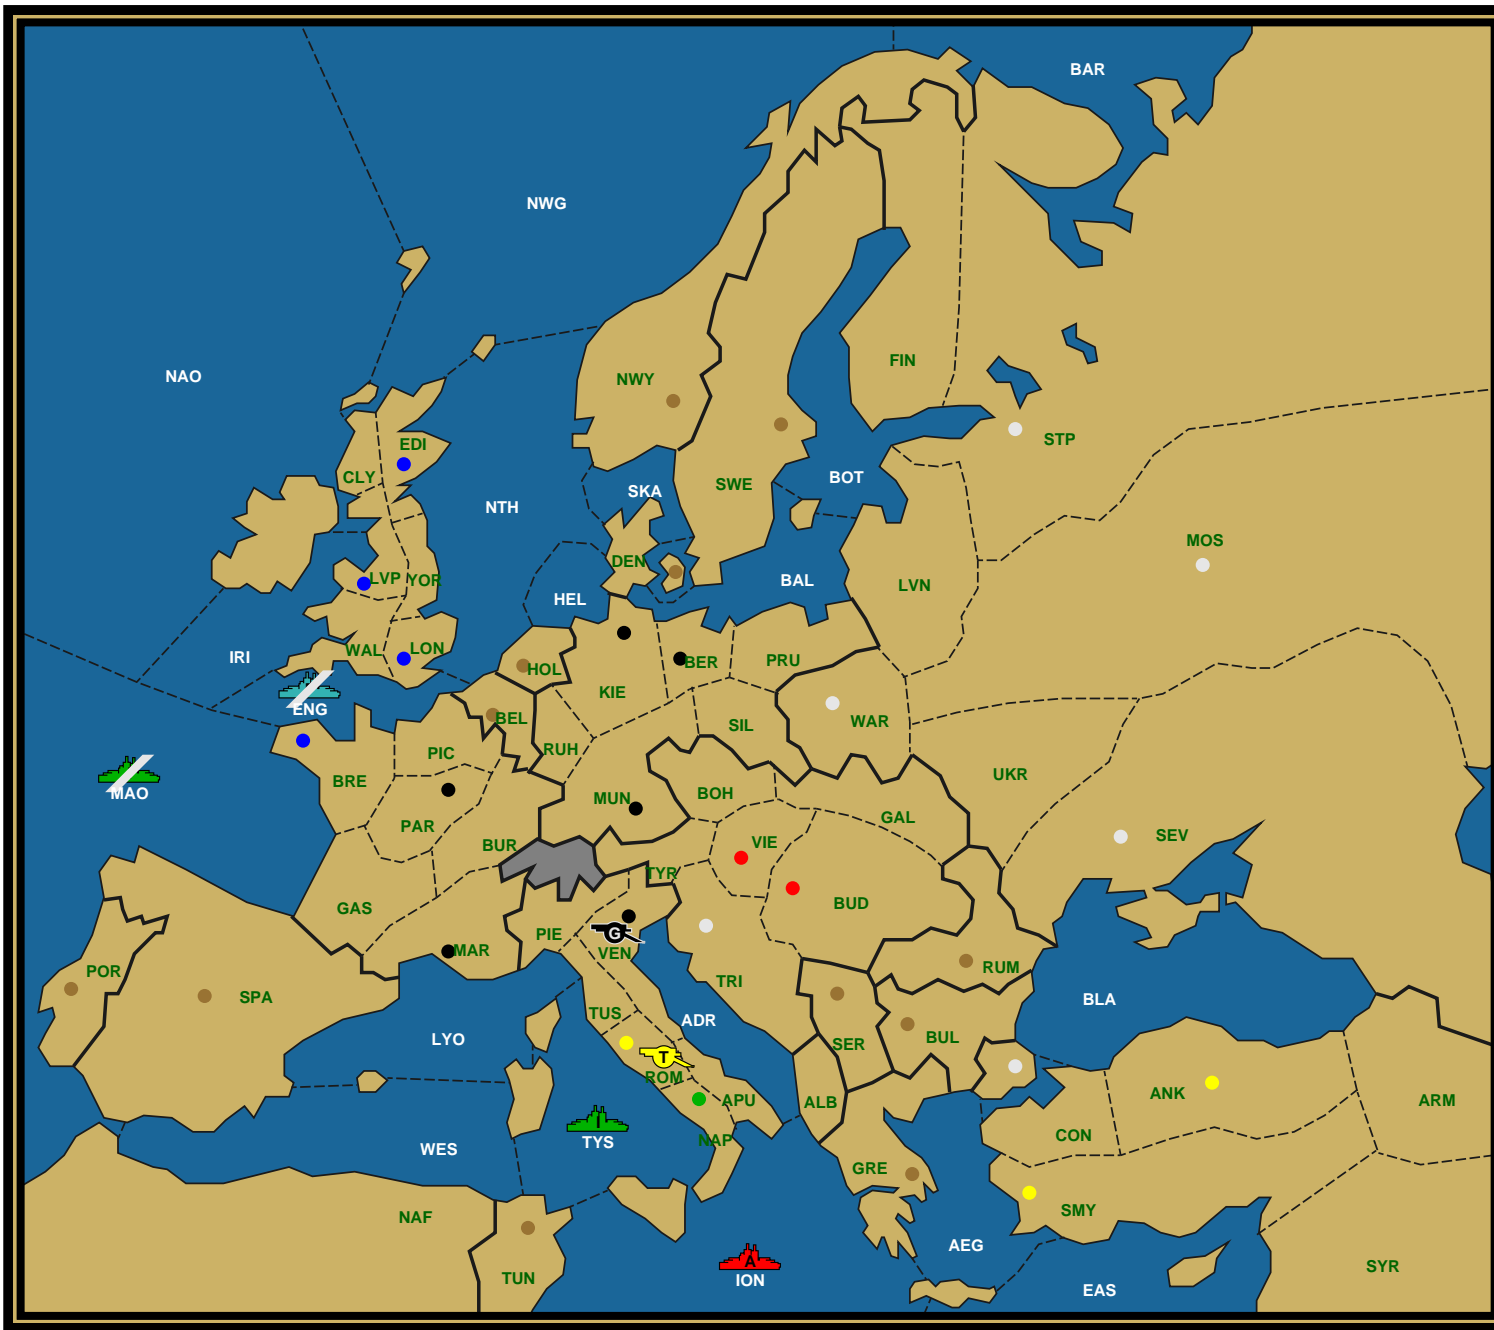 BAR
NWG
NAO
FIN
NWY
STP
EDI
CLY
SWE
BOT
SKA
NTH
MOS
DEN
LVP YOR
BAL
LVN
HEL
WAL LON
IRI
HOL
BER
PRU
KIE
ENG
BEL
SIL
WAR
PIC
RUH
BRE
UKR
MAO
MUN
BOH
GAL
PAR
SEV
BUR
VIE
TYR
BUD
GAS
G
PIE
MAR
VEN
RUM
POR
SPA
TRI
BLA
TUS
ADR
LYO
SER
BUL
T
ROM
ANK
APU
ALB
ARM
I
TYS
NAP
CON
WES
GRE
SMY
NAF
AEG
A
ION
TUN
SYR
EAS